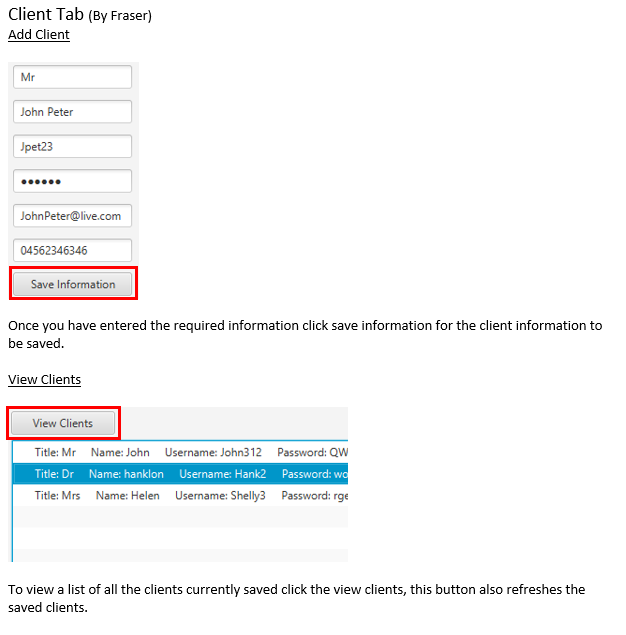 Client Tab (By Fraser)
Add Client
Mr
John Peter
Jpet23
••••••
JohnPeter@live.com
04562346346
Save Information
Once you have entered the required information click save information for the client information to
be saved.
View Clients
View Clients
Title: Mr Name: John Username: John312 Password: QW
Title: Dr Name: hanklon Username: Hank2 Password: wo
Title: Mrs Name: Helen Username: Shelly3 Password: rge
To view a list of all the clients currently saved click the view clients, this button also refreshes the
saved clients.